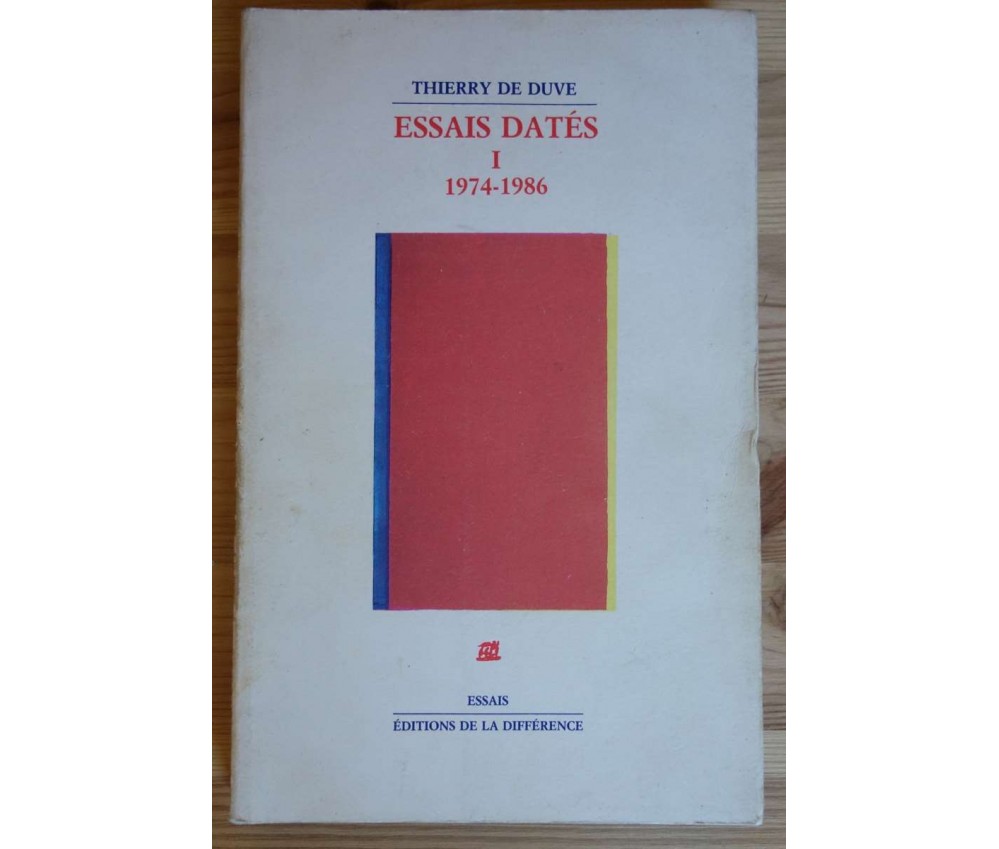 THIERRY DE DUVE
ESSAIS DATÉS
I
1974-1986
ESSAIS
ÉDITIONS DE LA DIFFÉRENCE